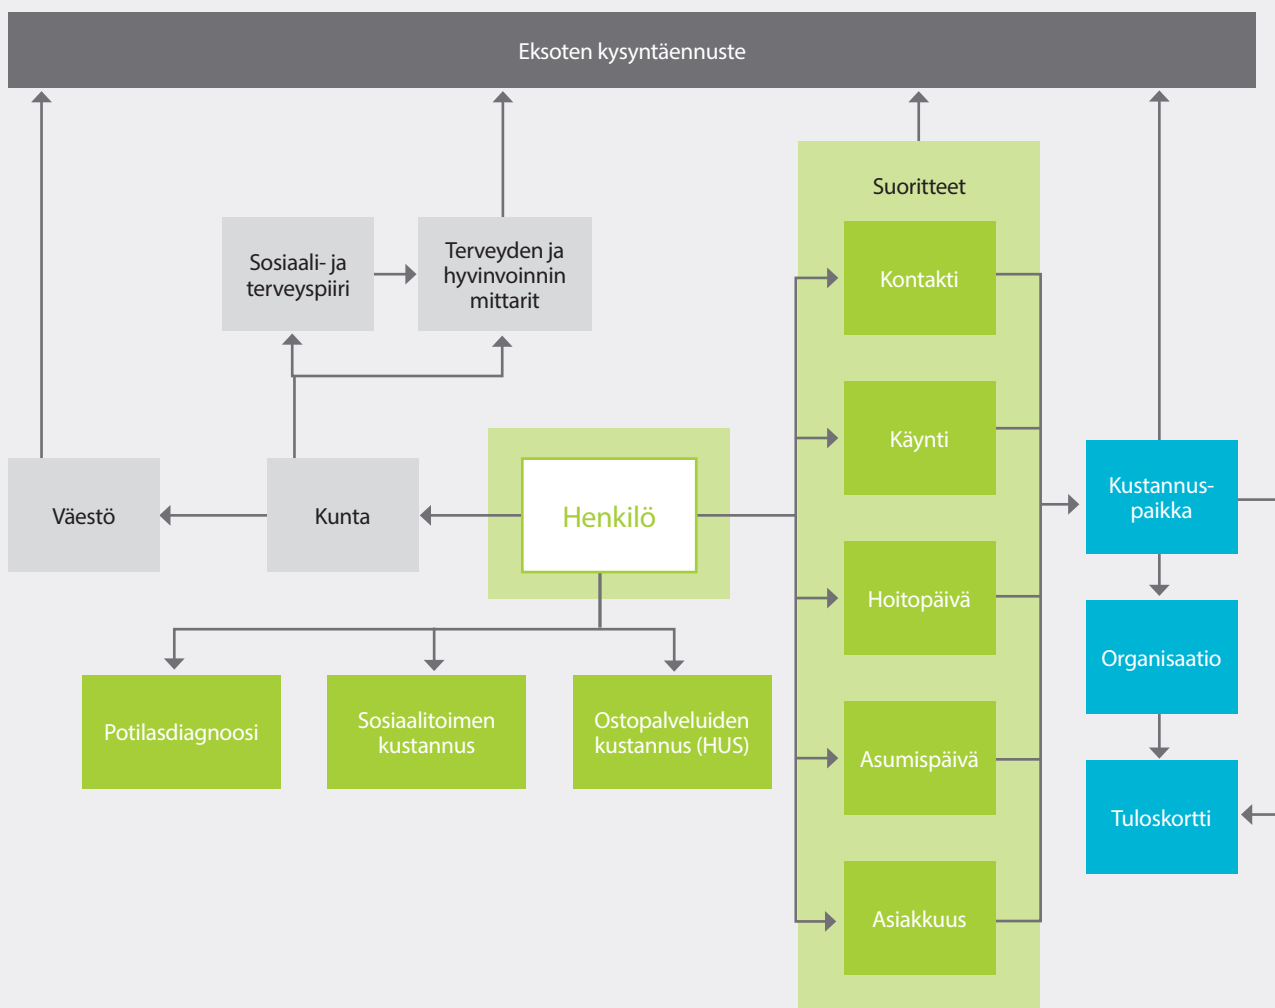 Eksoten kysyntäennuste
Suoritteet
Sosiaali- ja
terveyspiiri
Terveyden ja
hyvinvoinnin
mittarit
Kontakti
Käynti
Väestö
Kunta
Henkilö
Kustannus-
paikka
Hoitopäivä
Organisaatio
Potilasdiagnoosi
Sosiaalitoimen
kustannus
Ostopalveluiden
kustannus (HUS)
Asumispäivä
Tuloskortti
Asiakkuus